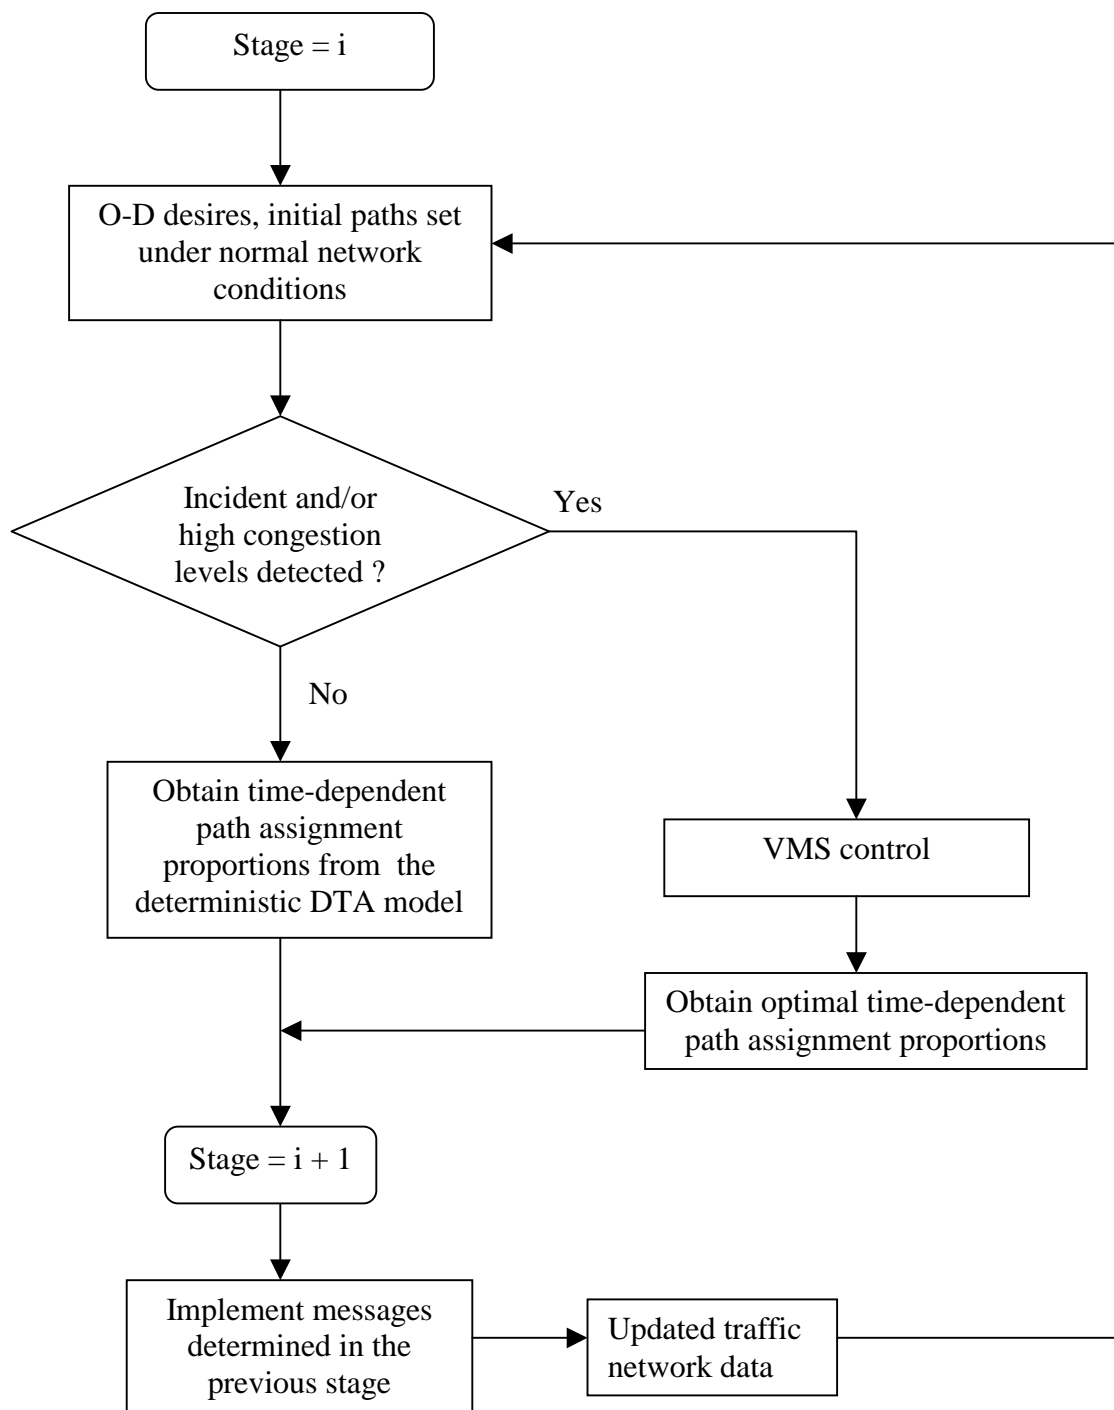 Stage = i
O-D desires, initial paths set
under normal network
conditions
Incident and/or
high congestion
levels detected ?
Yes
No
Obtain time-dependent
path assignment
proportions from the
deterministic DTA model
VMS control
Obtain optimal time-dependent
path assignment proportions
Stage = i + 1
Implement messages
determined in the
previous stage
Updated traffic
network data